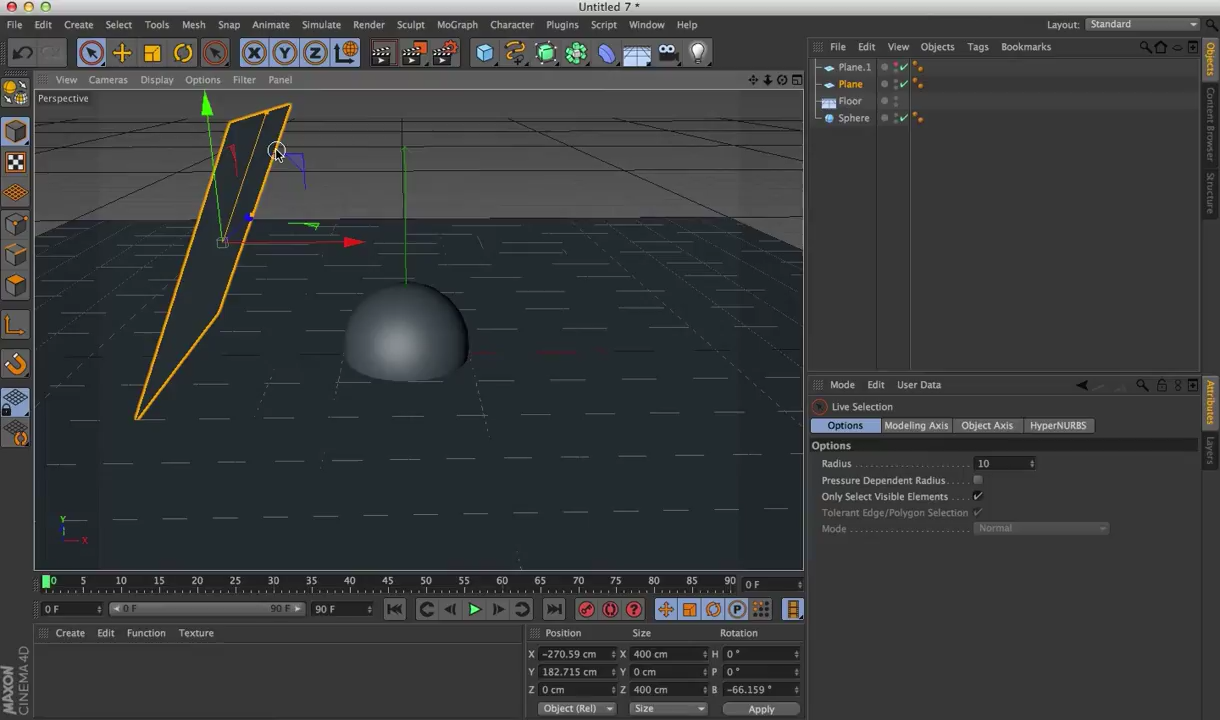 Untitled 7 *
File Edit Create Select Tools Mesh Snap Animate Simulate Render Sculpt MoGraph Character Plugins Script Window Help Layout: Standard
X Y Z
File Edit View Objects Tags Bookmarks
View Cameras Display Options Filter Panel
Perspective
Plane.1
Plane
Floor
Sphere
Objects
Content Browser
Structure
Mode Edit User Data
Live Selection
Options Modeling Axis Object Axis HyperNURBS
Options
Radius 10
Pressure Dependent Radius
Only Select Visible Elements
Tolerant Edge/Polygon Selection
Mode Normal
Attributes
Layers
Y
X
0 5 10 15 20 25 30 35 40 45 50 55 60 65 70 75 80 85 90 0 F
0 F 0 F 90 F 90 F P
Create Edit Function Texture
Position Size Rotation
X -270.59 cm X 400 cm H 0 °
Y 182.715 cm Y 0 cm P 0 °
Z 0 cm Z 400 cm B -66.159 °
Object (Rel) Size Apply
MAXON
CINEMA 4D